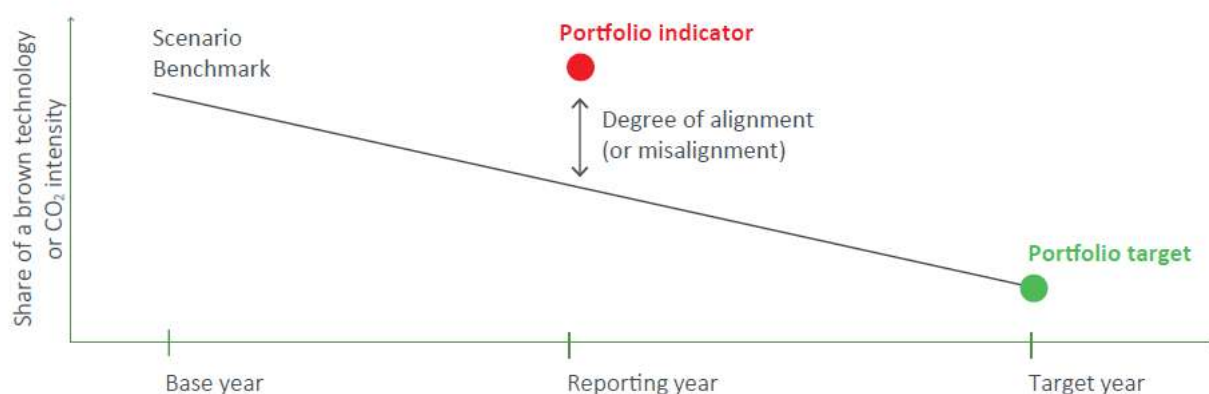 Share of a brown technology
or CO₂ intensity
Scenario
Benchmark
Portfolio indicator
Degree of alignment
(or misalignment)
Portfolio target
Base year
Reporting year
Target year